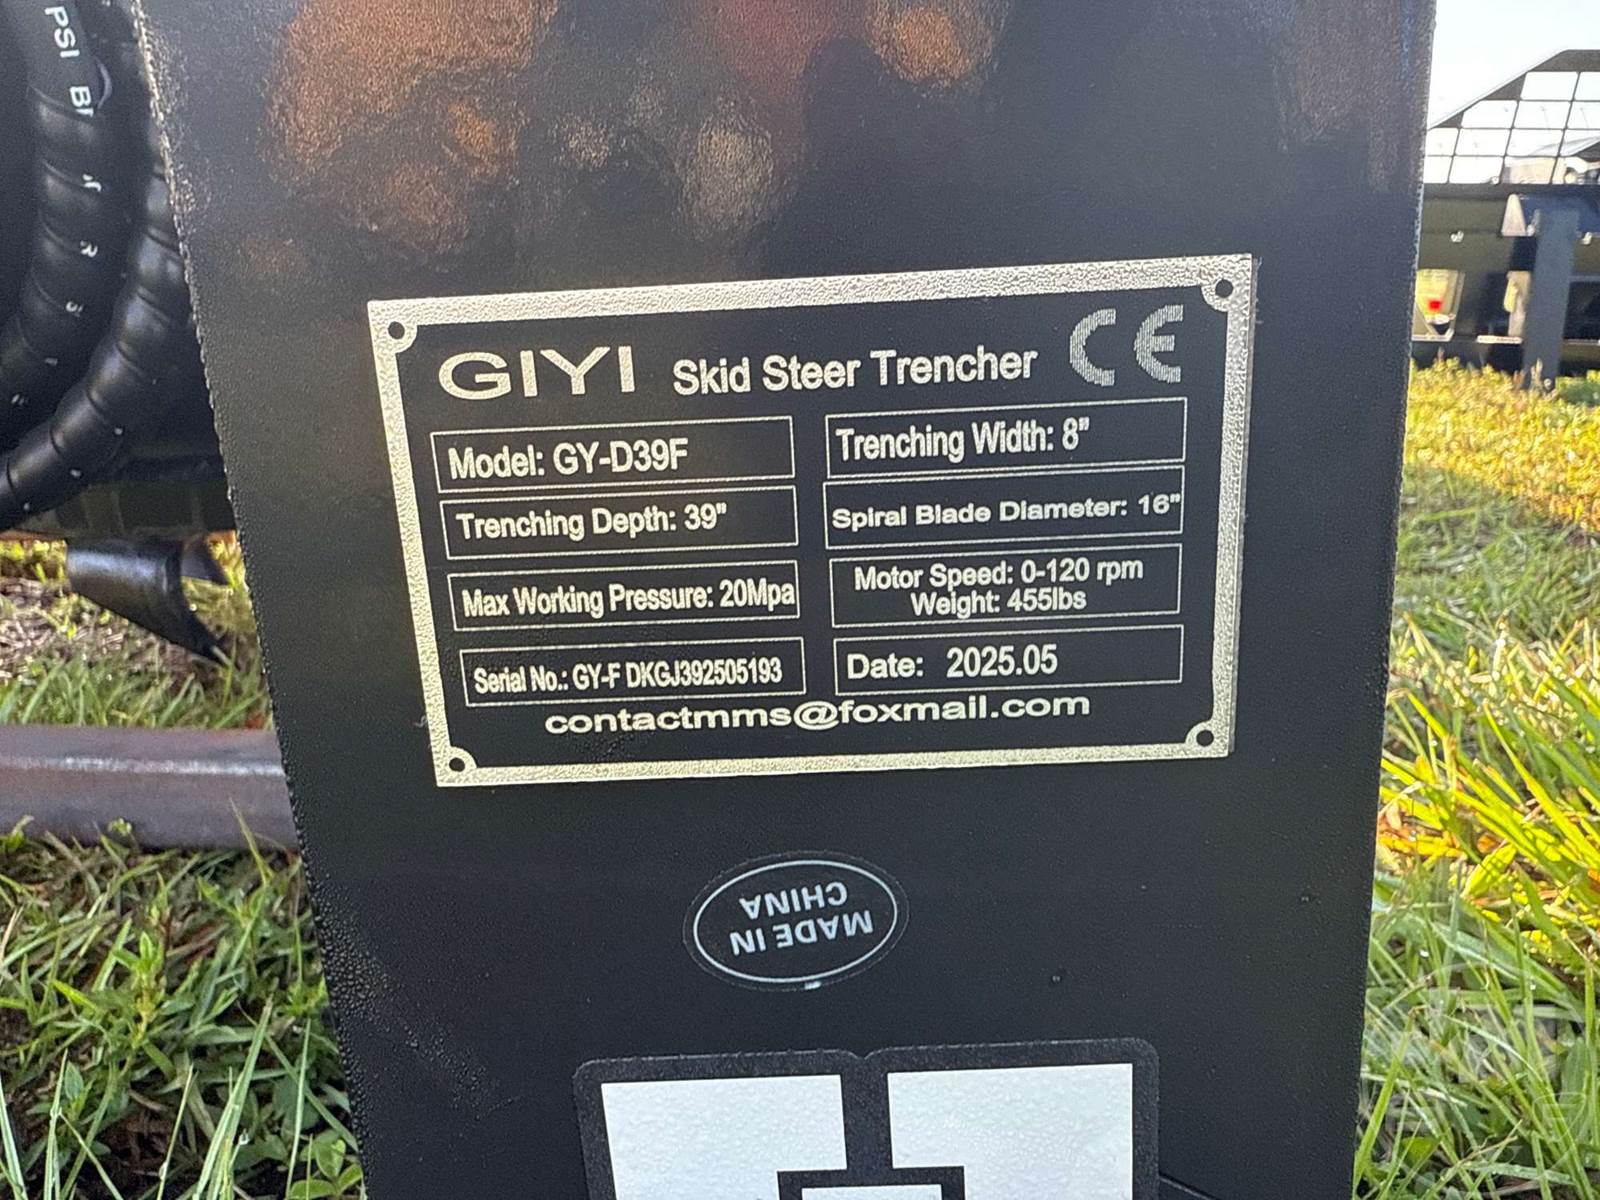 PSI
GIYI Skid Steer Trencher CE
Model: GY-D39F
Trenching Width: 8"
Trenching Depth: 39"
Spiral Blade Diameter: 16"
Max Working Pressure: 20Mpa
Motor Speed: 0-120 rpm
Weight: 455lbs
Serial No.: GY-F DKGJ392505193
Date: 2025.05
contactmms@foxmail.com
MADE IN
CHINA